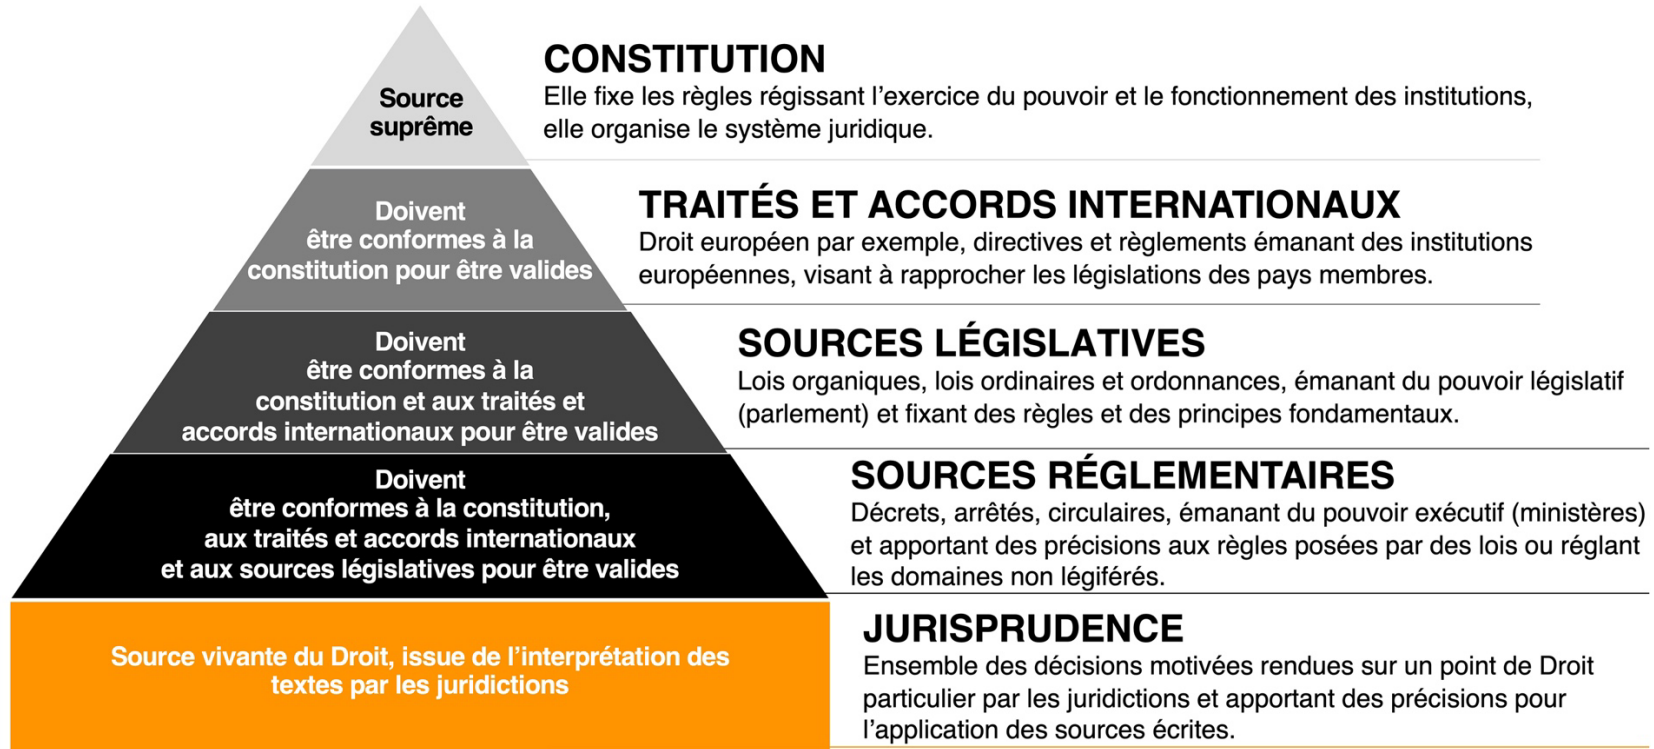 Source
suprême
CONSTITUTION
Elle fixe les règles régissant l’exercice du pouvoir et le fonctionnement des institutions,
elle organise le système juridique.
Doivent
être conformes à la
constitution pour être valides
TRAITÉS ET ACCORDS INTERNATIONAUX
Droit européen par exemple, directives et règlements émanant des institutions
européennes, visant à rapprocher les législations des pays membres.
Doivent
être conformes à la
constitution et aux traités et
accords internationaux pour être valides
SOURCES LÉGISLATIVES
Lois organiques, lois ordinaires et ordonnances, émanant du pouvoir législatif
(parlement) et fixant des règles et des principes fondamentaux.
Doivent
être conformes à la constitution,
aux traités et accords internationaux
et aux sources législatives pour être valides
SOURCES RÉGLEMENTAIRES
Décrets, arrêtés, circulaires, émanant du pouvoir exécutif (ministères)
et apportant des précisions aux règles posées par des lois ou réglant
les domaines non légiférés.
Source vivante du Droit, issue de l’interprétation des
textes par les juridictions
JURISPRUDENCE
Ensemble des décisions motivées rendues sur un point de Droit
particulier par les juridictions et apportant des précisions pour
l’application des sources écrites.